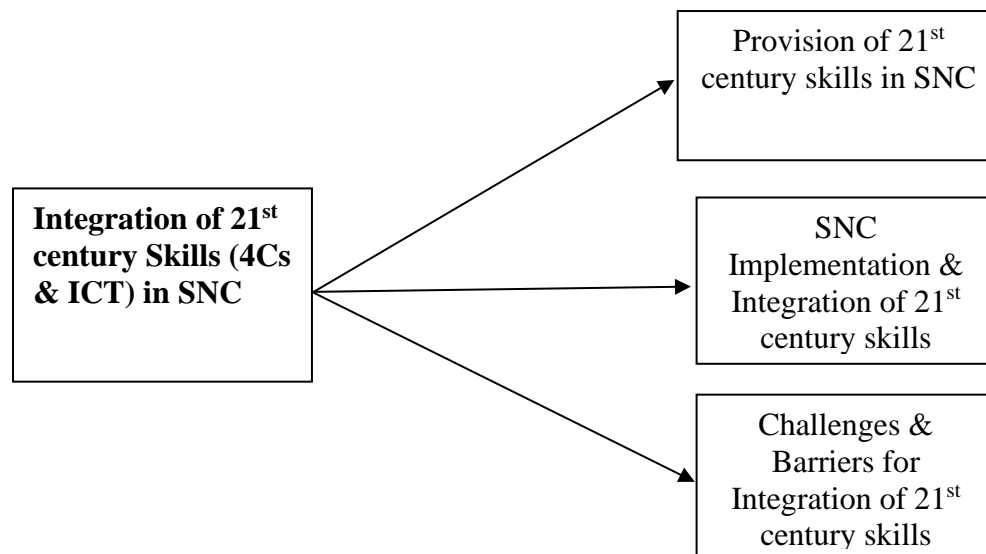 Provision of 21st
century skills in SNC
Integration of 21st
century Skills (4Cs
& ICT) in SNC
SNC
Implementation &
Integration of 21st
century skills
Challenges &
Barriers for
Integration of 21st
century skills